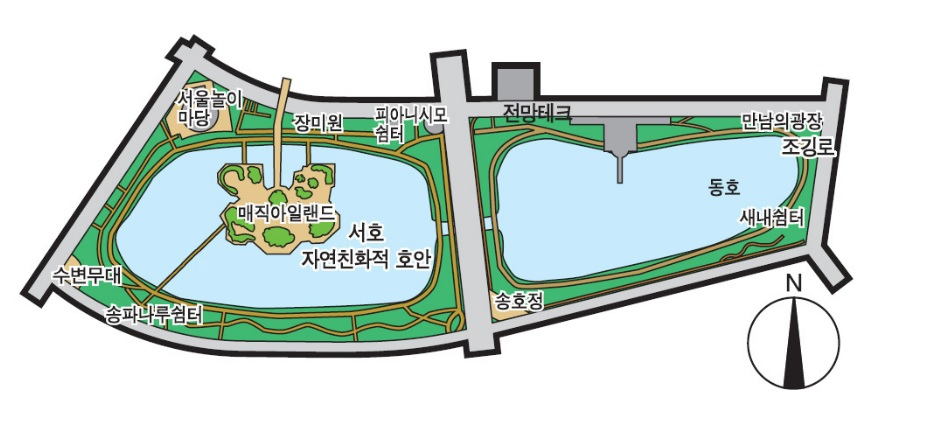 서울놀이
마당
장미원
피아니시모
쉼터
전망테크
만남의광장
조깅로
동호
새내쉼터
매직아일랜드
서호
자연친화적 호안
수변무대
송파나루쉼터
송호정
N